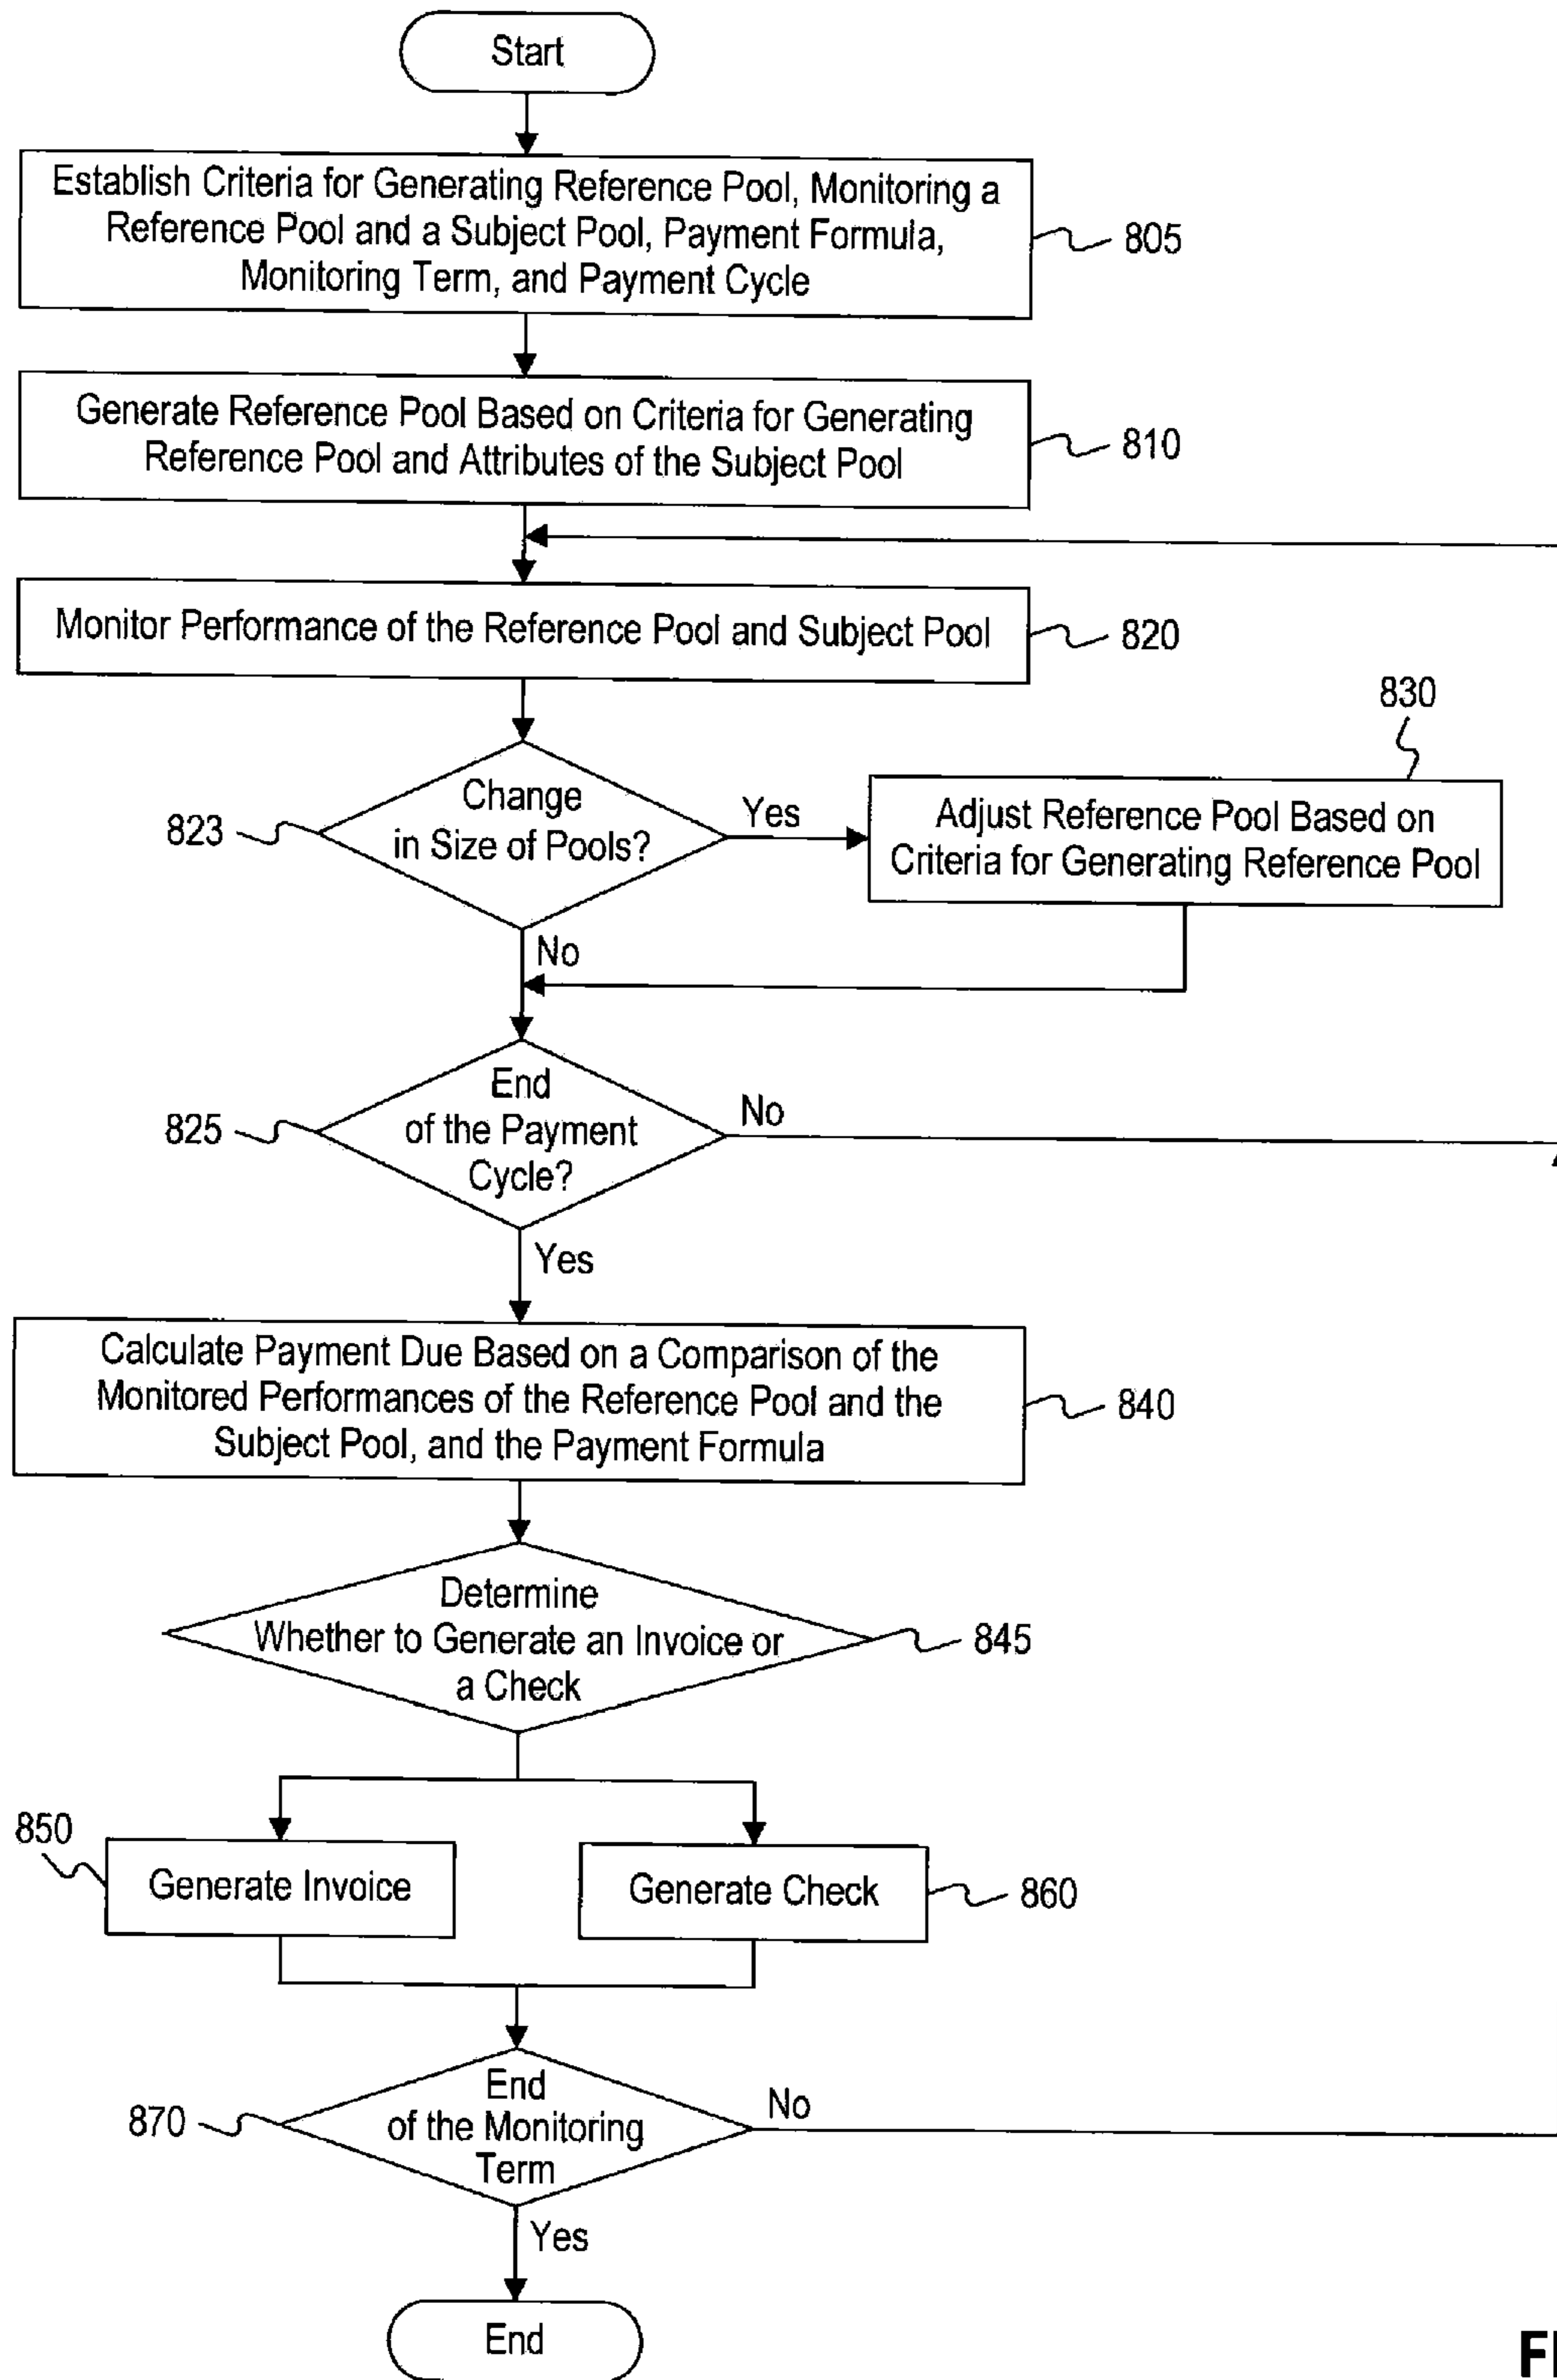 Start
Establish Criteria for Generating Reference Pool, Monitoring a
Reference Pool and a Subject Pool, Payment Formula,
Monitoring Term, and Payment Cycle
805
Generate Reference Pool Based on Criteria for Generating
Reference Pool and Attributes of the Subject Pool
810
Monitor Performance of the Reference Pool and Subject Pool
820
830
Change
in Size of Pools?
823
Yes
Adjust Reference Pool Based on
Criteria for Generating Reference Pool
No
End
of the Payment
Cycle?
825
No
Yes
Calculate Payment Due Based on a Comparison of the
Monitored Performances of the Reference Pool and the
Subject Pool, and the Payment Formula
840
Determine
Whether to Generate an Invoice or
a Check
845
850
Generate Invoice
Generate Check
860
End
of the Monitoring
Term
870
No
Yes
End